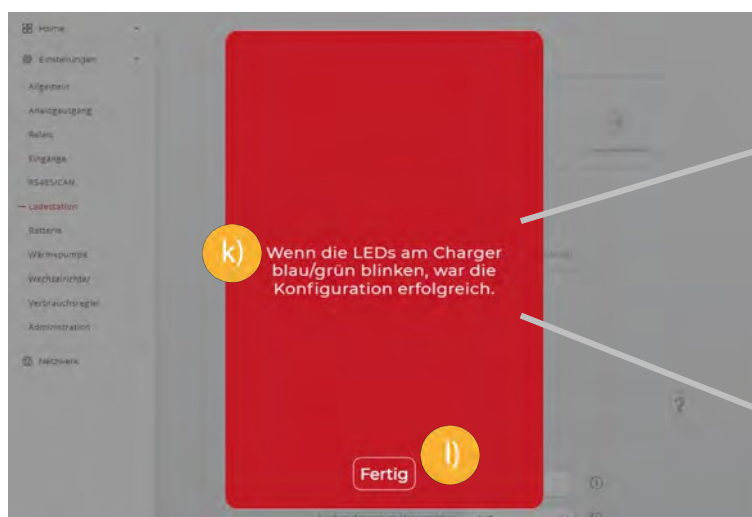 Home
Einstellungen
Allgemein
Analogausgang
Relais
Eingänge
RS485/CAN
Ladestation
Batterie
Wärmepumpe
Wechselrichter
Verbrauchsregler
Administration
Netzwerk
k)
Wenn die LEDs am Charger
blau/grün blinken, war die
Konfiguration erfolgreich.
l)
Fertig
?